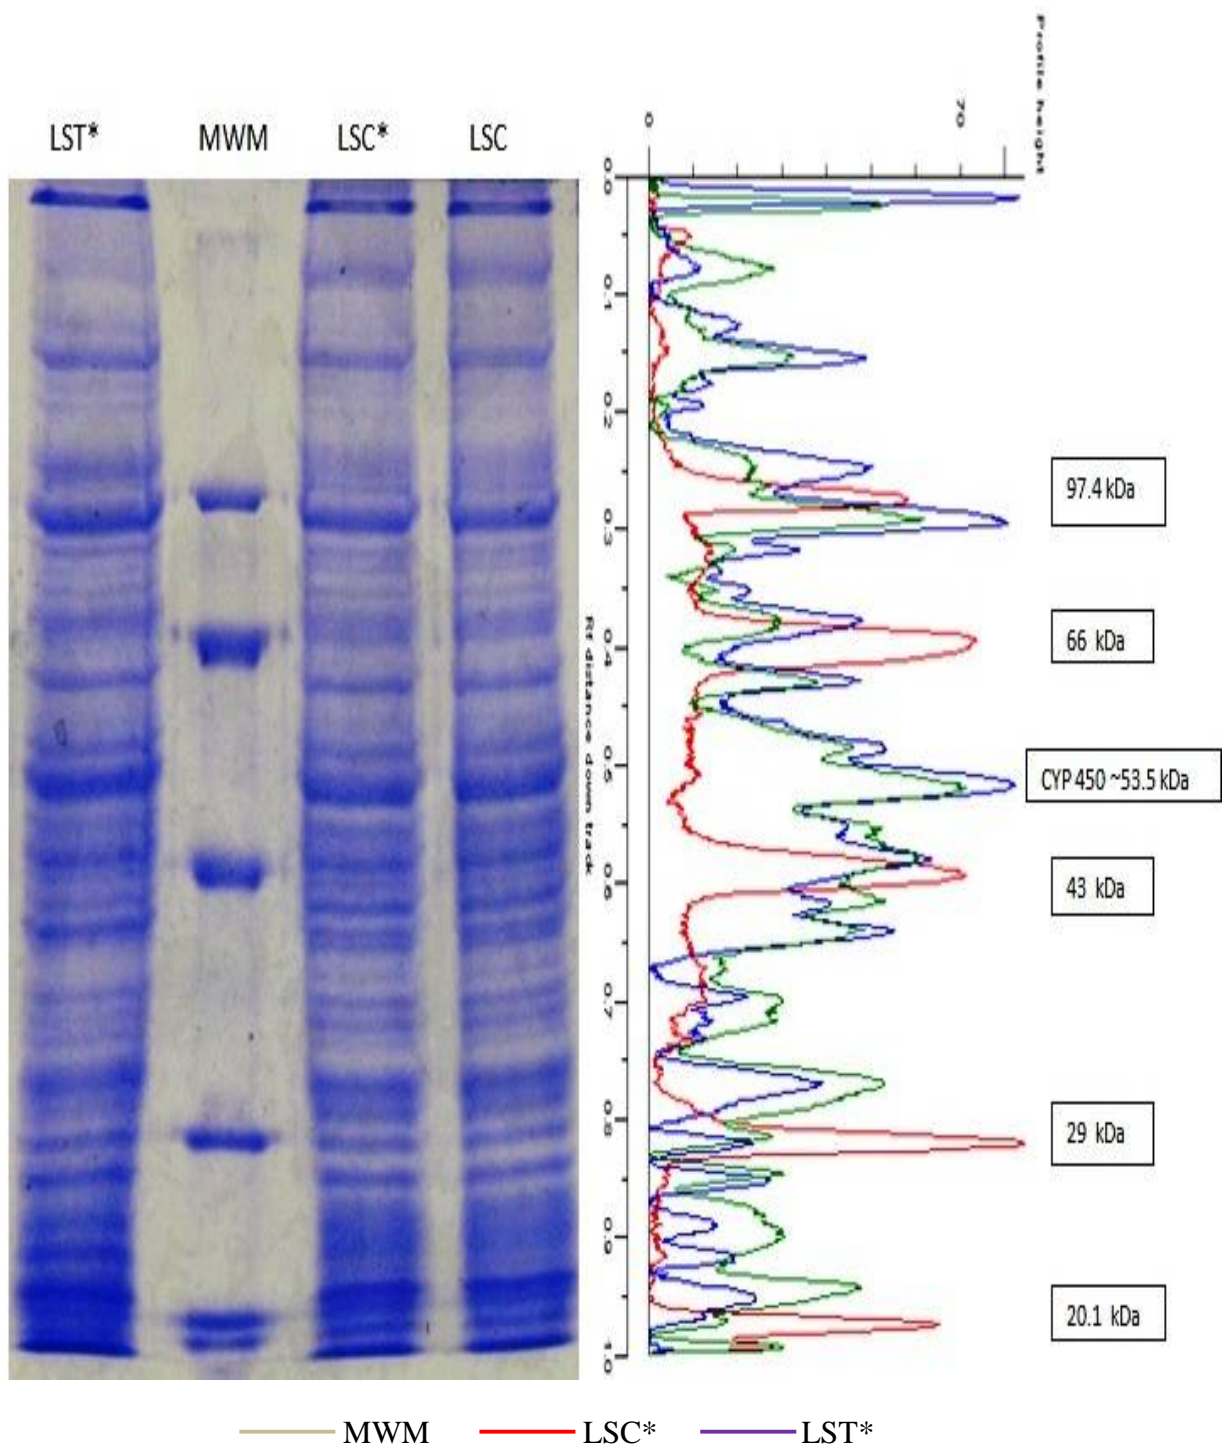 Profile height
0
70
LST*
MWM
LSC*
LSC
0.0
0.1
0.2
0.3
0.4
0.5
0.6
0.7
0.8
0.9
1.0
Rf distance down track
97.4 kDa
66 kDa
CYP 450 ~53.5 kDa
43 kDa
29 kDa
20.1 kDa
MWM
LSC*
LST*